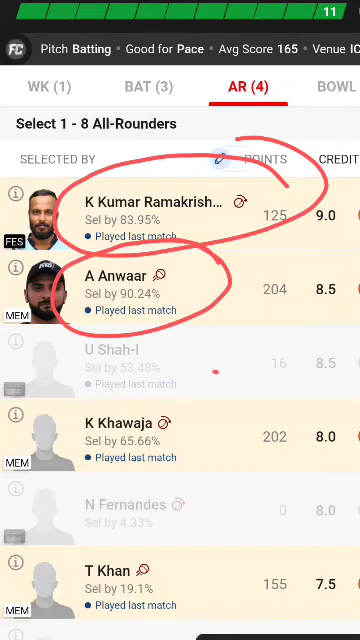 11
FC Pitch Batting • Good for Pace • Avg Score 165 • Venue IC
WK (1) BAT (3) AR (4) BOWL
Select 1 - 8 All-Rounders
SELECTED BY POINTS CREDIT
K Kumar Ramakrish...
Sel by 83.95%
Played last match
125 9.0
FES
A Anwaar
Sel by 90.24%
Played last match
204 8.5
MEM
U Shah-I
Sel by 53.48%
Played last match
16 8.5
K Khawaja
Sel by 65.66%
Played last match
202 8.0
MEM
N Fernandes
Sel by 4.33%
0 8.0
T Khan
Sel by 19.1%
Played last match
155 7.5
MEM